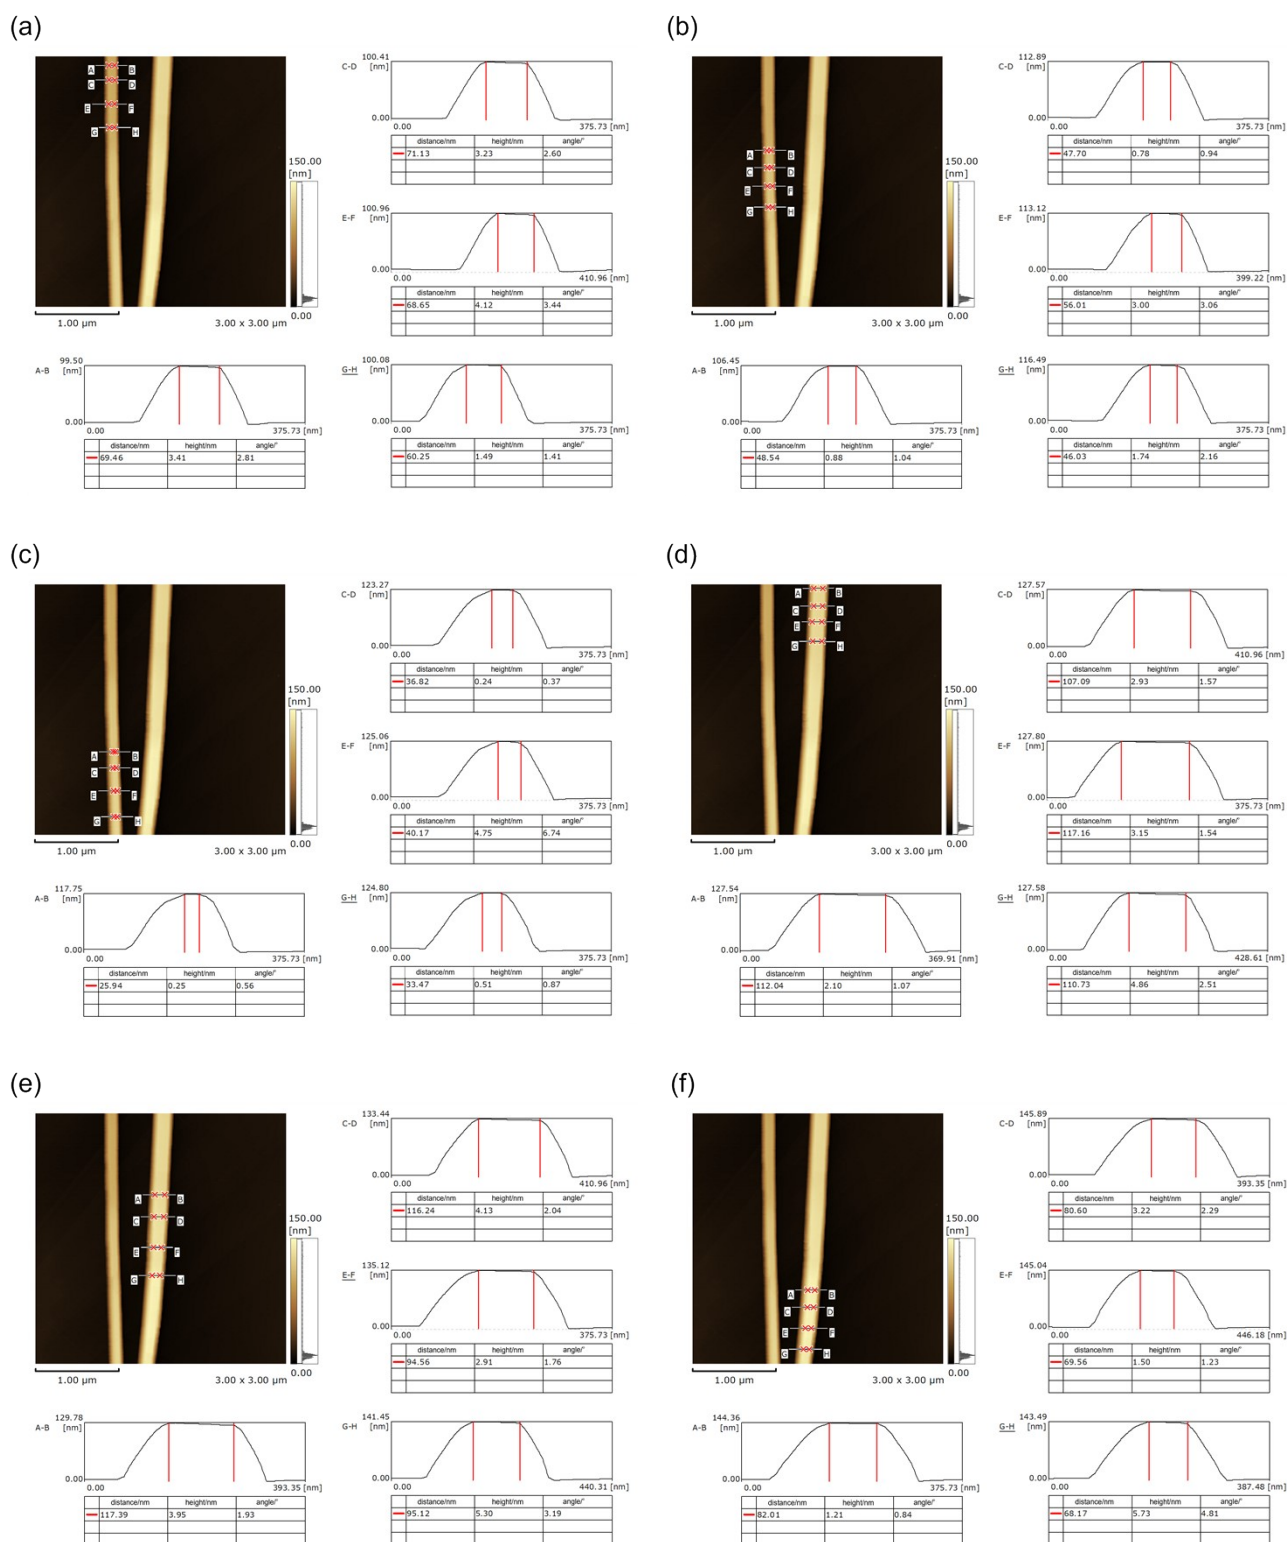 (a)
A B
C D
E F
G H
150.00
[nm]
0.00
1.00 µm 3.00 x 3.00 µm
100.41
C-D [nm]
0.00
0.00 375.73 [nm]
distance/nm height/nm angle/°
71.13 3.23 2.60
100.96
E-F [nm]
0.00
0.00 410.96 [nm]
distance/nm height/nm angle/°
68.65 4.12 3.44
99.50
A-B [nm]
0.00
0.00 375.73 [nm]
distance/nm height/nm angle/°
69.46 3.41 2.81
100.08
G-H [nm]
0.00
0.00 375.73 [nm]
distance/nm height/nm angle/°
60.25 1.49 1.41
(b)
A B
C D
E F
G H
150.00
[nm]
0.00
1.00 µm 3.00 x 3.00 µm
112.89
C-D [nm]
0.00
0.00 375.73 [nm]
distance/nm height/nm angle/°
47.70 0.78 0.94
113.12
E-F [nm]
0.00
0.00 399.22 [nm]
distance/nm height/nm angle/°
56.01 3.00 3.06
106.45
A-B [nm]
0.00
0.00 375.73 [nm]
distance/nm height/nm angle/°
48.54 0.88 1.04
116.49
G-H [nm]
0.00
0.00 375.73 [nm]
distance/nm height/nm angle/°
46.03 1.74 2.16
(c)
A B
C D
E F
G H
150.00
[nm]
0.00
1.00 µm 3.00 x 3.00 µm
123.27
C-D [nm]
0.00
0.00 375.73 [nm]
distance/nm height/nm angle/°
36.82 0.24 0.37
125.06
E-F [nm]
0.00
0.00 375.73 [nm]
distance/nm height/nm angle/°
40.17 4.75 6.74
117.75
A-B [nm]
0.00
0.00 375.73 [nm]
distance/nm height/nm angle/°
25.94 0.25 0.56
124.80
G-H [nm]
0.00
0.00 375.73 [nm]
distance/nm height/nm angle/°
33.47 0.51 0.87
(d)
A B
C D
E F
G H
150.00
[nm]
0.00
1.00 µm 3.00 x 3.00 µm
127.57
C-D [nm]
0.00
0.00 410.96 [nm]
distance/nm height/nm angle/°
107.09 2.93 1.57
127.80
E-F [nm]
0.00
0.00 375.73 [nm]
distance/nm height/nm angle/°
117.16 3.15 1.54
127.54
A-B [nm]
0.00
0.00 369.91 [nm]
distance/nm height/nm angle/°
112.04 2.10 1.07
127.58
G-H [nm]
0.00
0.00 428.61 [nm]
distance/nm height/nm angle/°
110.73 4.86 2.51
(e)
A B
C D
E F
G H
150.00
[nm]
0.00
1.00 µm 3.00 x 3.00 µm
133.44
C-D [nm]
0.00
0.00 410.96 [nm]
distance/nm height/nm angle/°
116.24 4.13 2.04
135.12
E-F [nm]
0.00
0.00 375.73 [nm]
distance/nm height/nm angle/°
94.56 2.91 1.76
129.78
A-B [nm]
0.00
0.00 393.35 [nm]
distance/nm height/nm angle/°
117.39 3.95 1.93
141.45
G-H [nm]
0.00
0.00 440.31 [nm]
distance/nm height/nm angle/°
95.12 5.30 3.19
(f)
A B
C D
E F
G H
150.00
[nm]
0.00
1.00 µm 3.00 x 3.00 µm
145.89
C-D [nm]
0.00
0.00 393.35 [nm]
distance/nm height/nm angle/°
80.60 3.22 2.29
145.04
E-F [nm]
0.00
0.00 446.18 [nm]
distance/nm height/nm angle/°
69.56 1.50 1.23
144.36
A-B [nm]
0.00
0.00 375.73 [nm]
distance/nm height/nm angle/°
82.01 1.21 0.84
143.49
G-H [nm]
0.00
0.00 387.48 [nm]
distance/nm height/nm angle/°
68.17 5.73 4.81